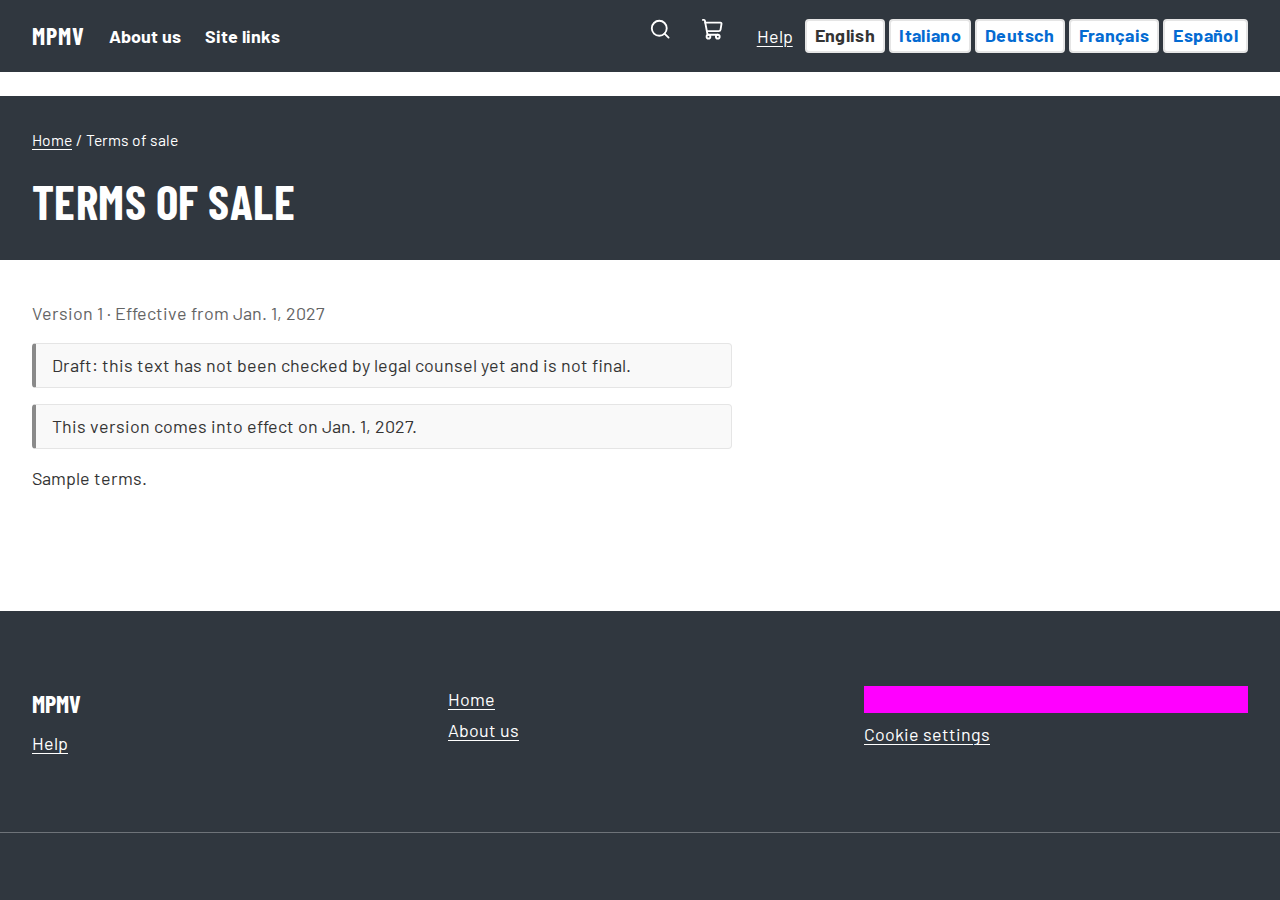 MPMV About us Site links Help English Italiano Deutsch Français Español
Home / Terms of sale
TERMS OF SALE
Version 1 · Effective from Jan. 1, 2027
Draft: this text has not been checked by legal counsel yet and is not final.
This version comes into effect on Jan. 1, 2027.
Sample terms.
MPMV
Help
Home
About us
Cookie settings